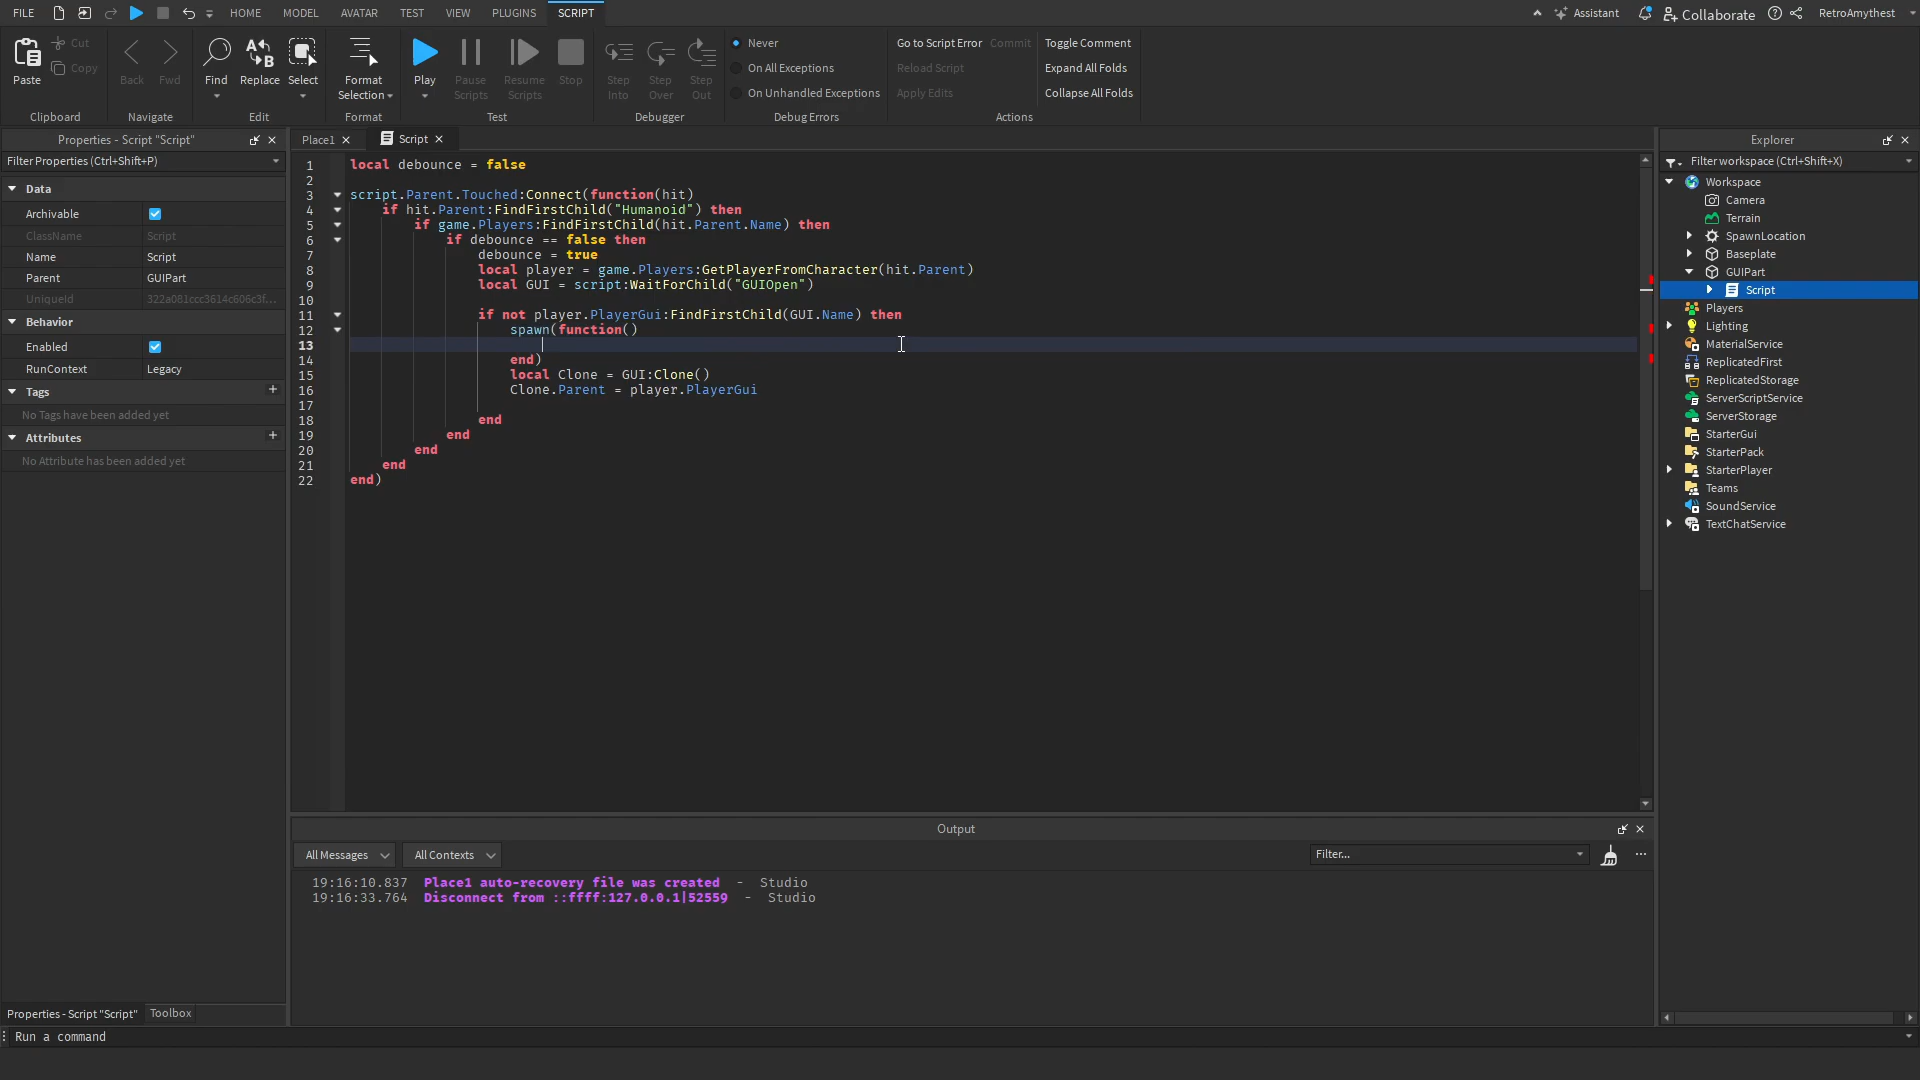 FILE HOME MODEL AVATAR TEST VIEW PLUGINS SCRIPT Assistant Collaborate RetroAmythest
Paste Cut Copy Back Fwd Find Replace Select Format Selection Play Pause Scripts Resume Scripts Stop Step Into Step Over Step Out
Never
On All Exceptions
On Unhandled Exceptions
Go to Script Error Commit
Reload Script
Apply Edits
Toggle Comment
Expand All Folds
Collapse All Folds
Clipboard Navigate Edit Format Test Debugger Debug Errors Actions
Properties - Script "Script"
Filter Properties (Ctrl+Shift+P)
Data
Archivable
ClassName Script
Name Script
Parent GUIPart
UniqueId 322a081ccc3614c606c3f...
Behavior
Enabled
RunContext Legacy
Tags
No Tags have been added yet
Attributes
No Attribute has been added yet
Place1 Script
1 local debounce = false
2
3 script.Parent.Touched:Connect(function(hit)
4 if hit.Parent:FindFirstChild("Humanoid") then
5 if game.Players:FindFirstChild(hit.Parent.Name) then
6 if debounce == false then
7 debounce = true
8 local player = game.Players:GetPlayerFromCharacter(hit.Parent)
9 local GUI = script:WaitForChild("GUIOpen")
10
11 if not player.PlayerGui:FindFirstChild(GUI.Name) then
12 spawn(function()
13
14 end)
15 local Clone = GUI:Clone()
16 Clone.Parent = player.PlayerGui
17
18 end
19 end
20 end
21 end
22 end)
Output
All Messages All Contexts Filter...
19:16:10.837 Place1 auto-recovery file was created - Studio
19:16:33.764 Disconnect from ::ffff:127.0.0.1|52559 - Studio
Explorer
Filter workspace (Ctrl+Shift+X)
Workspace
Camera
Terrain
SpawnLocation
Baseplate
GUIPart
Script
Players
Lighting
MaterialService
ReplicatedFirst
ReplicatedStorage
ServerScriptService
ServerStorage
StarterGui
StarterPack
StarterPlayer
Teams
SoundService
TextChatService
Properties - Script "Script" Toolbox
Run a command